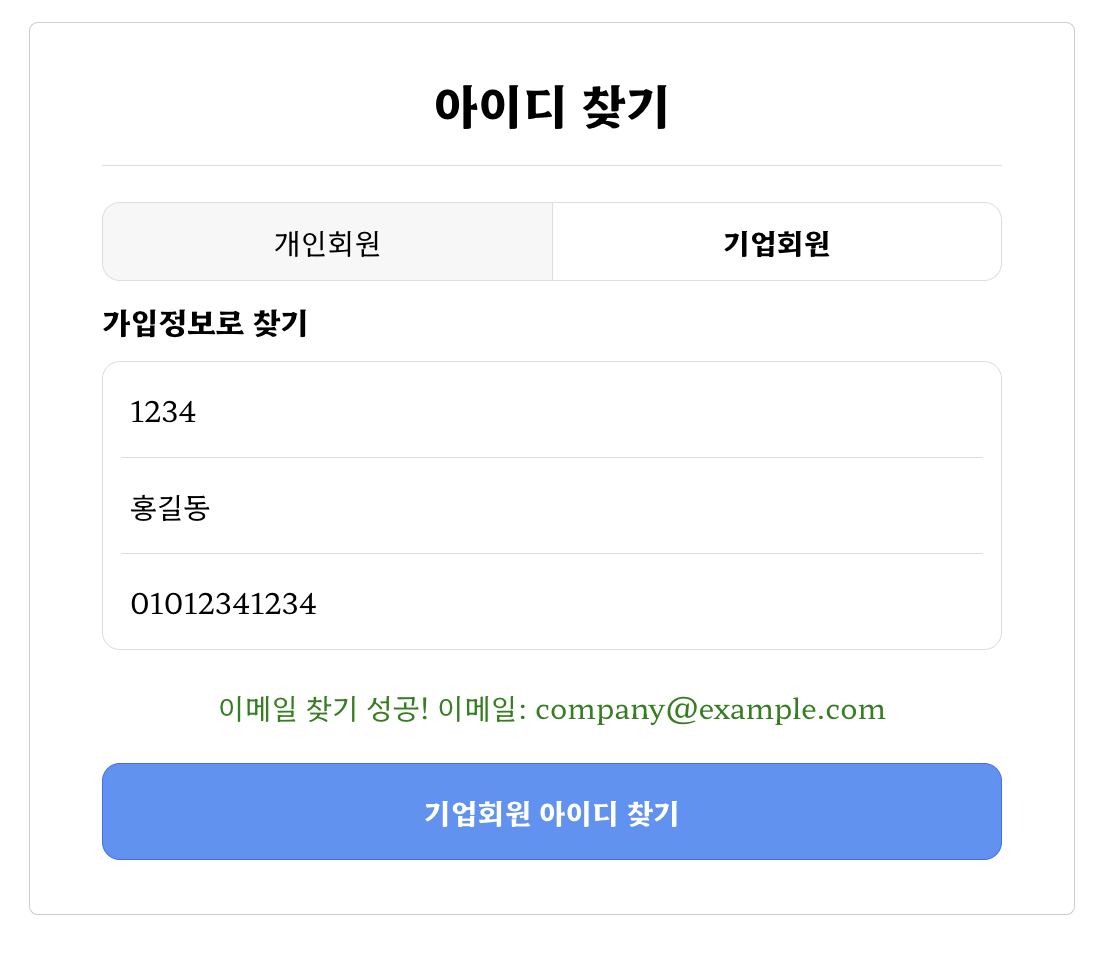 아이디 찾기
개인회원
기업회원
가입정보로 찾기
1234
홍길동
01012341234
이메일 찾기 성공! 이메일: company@example.com
기업회원 아이디 찾기